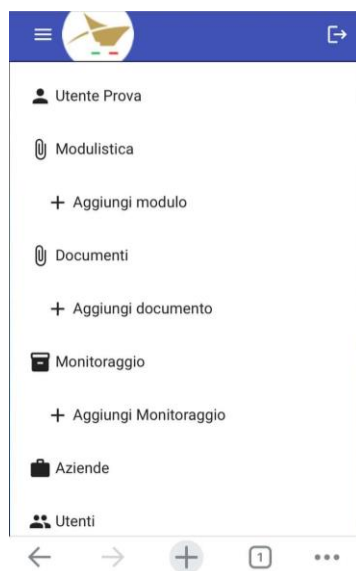 Utente Prova
Modulistica
+ Aggiungi modulo
Documenti
+ Aggiungi documento
Monitoraggio
+ Aggiungi Monitoraggio
Aziende
Utenti
1